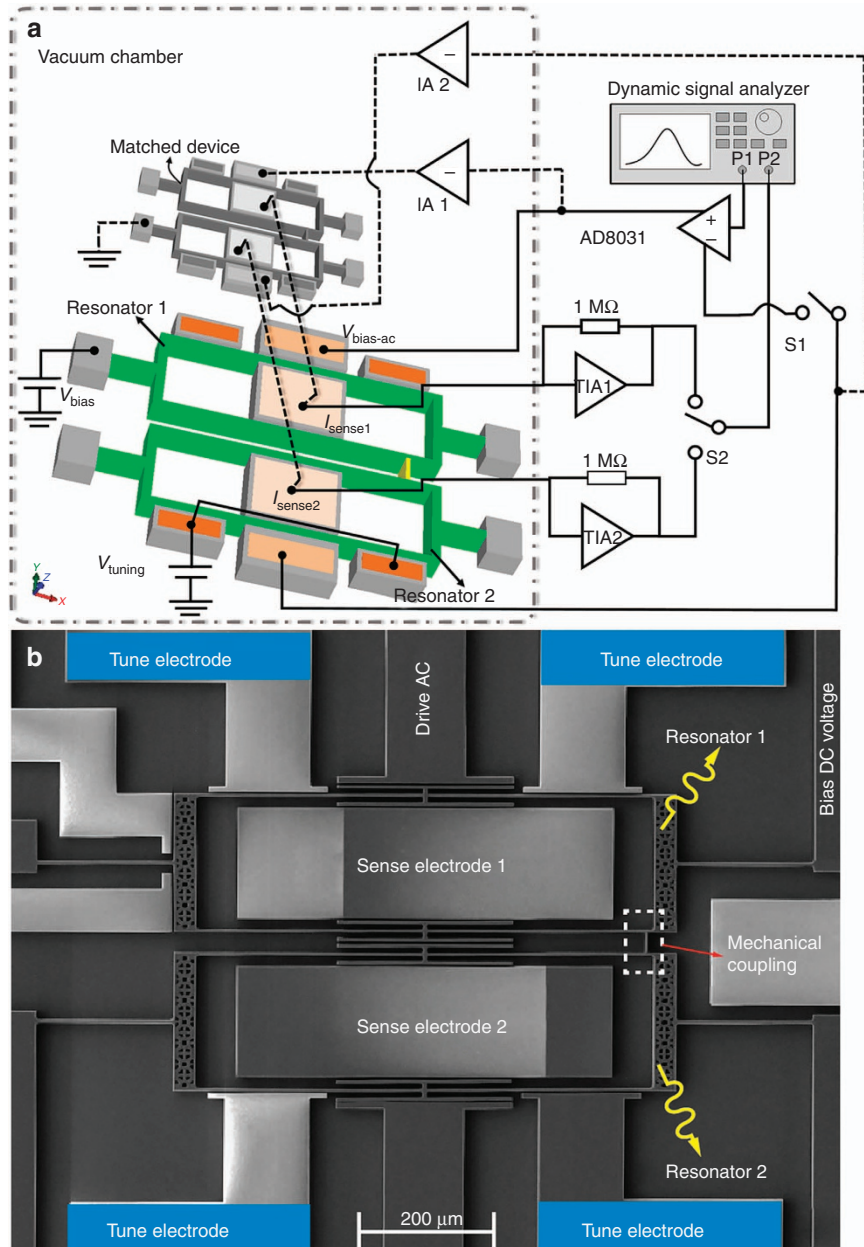 a
Vacuum chamber
IA 2
Dynamic signal analyzer
P1 P2
Matched device
IA 1
AD8031
+
−
Resonator 1
V_bias-ac
1 MΩ
S1
V_bias
I_sense1
TIA1
S2
1 MΩ
I_sense2
TIA2
V_tuning
Resonator 2
Y
Z
X
b
Tune electrode
Drive AC
Tune electrode
Resonator 1
Bias DC voltage
Sense electrode 1
Mechanical
coupling
Sense electrode 2
Resonator 2
Tune electrode
200 μm
Tune electrode